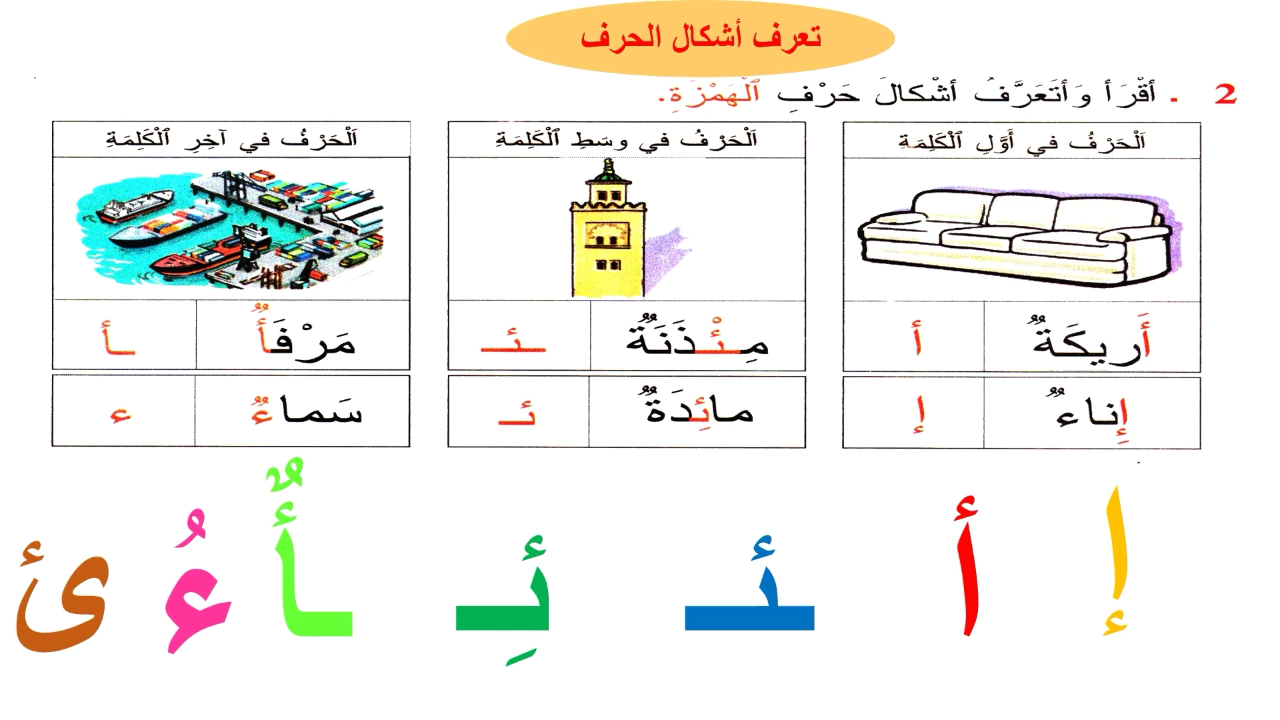 تعرف أشكال الحرف
2 . أَقْرَأ وَأَتَعَرَّفُ أَشْكالَ حَرْفِ ٱلْهَمْزَةِ.
اَلْحَرْفُ في أَوَّلِ ٱلْكَلِمَةِ
اَلْحَرْفُ في وسَطِ ٱلْكَلِمَةِ
اَلْحَرْفُ في آخِرِ ٱلْكَلِمَةِ
أَريكَةٌ أ
مِئْذَنَةٌ ـئـ
مَرْفَأٌ ـأ
إِناءٌ إ
مائِدَةٌ ئـ
سَماءٌ ء
إ أ ـئـ ئِـ ـأٌ ءُ ئ